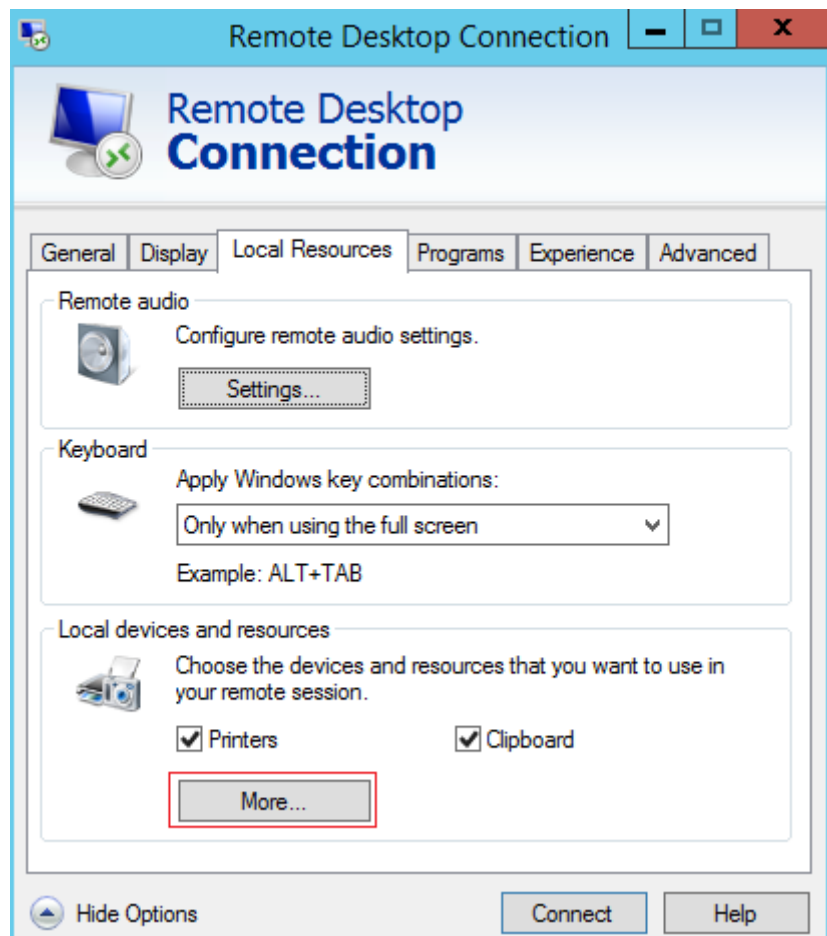 Remote Desktop Connection
x
Remote Desktop
Connection
General Display Local Resources Programs Experience Advanced
Remote audio
Configure remote audio settings.
Settings...
Keyboard
Apply Windows key combinations:
Only when using the full screen
Example: ALT+TAB
Local devices and resources
Choose the devices and resources that you want to use in
your remote session.
Printers Clipboard
More...
Hide Options Connect Help